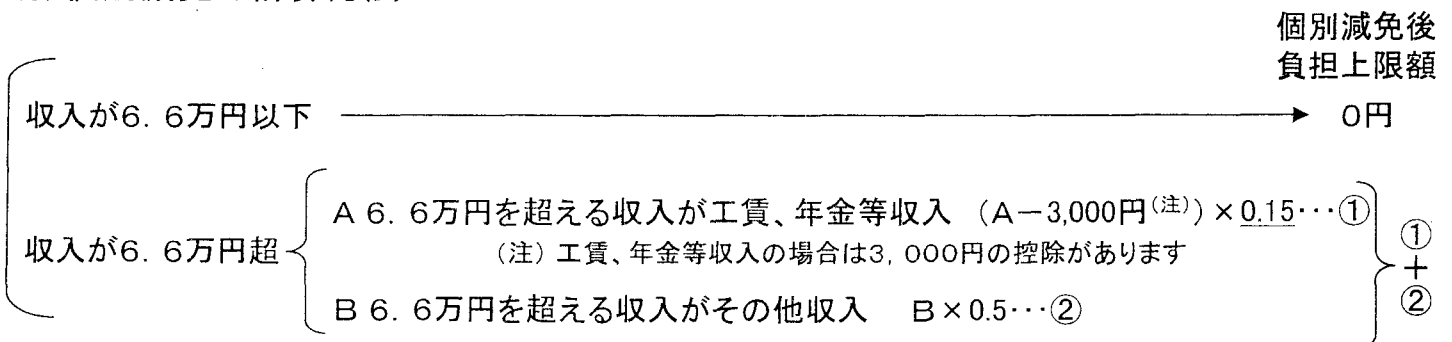 個別減免後
負担上限額
収入が6.6万円以下 0円
収入が6.6万円超
A 6.6万円を超える収入が工賃、年金等収入 (A-3,000円(注))×0.15…①
(注)工賃、年金等収入の場合は3,000円の控除があります
B 6.6万円を超える収入がその他収入 B×0.5…②
①
+
②